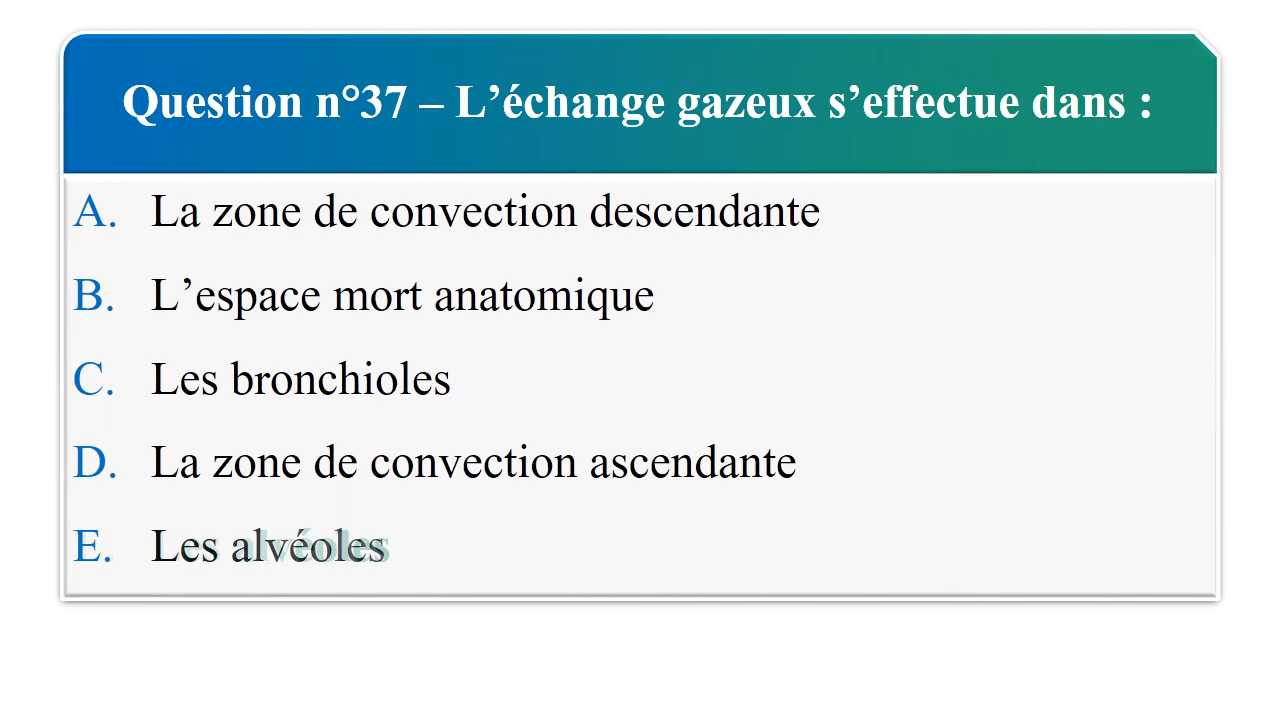 Question n°37 – L’échange gazeux s’effectue dans :
A. La zone de convection descendante
B. L’espace mort anatomique
C. Les bronchioles
D. La zone de convection ascendante
E. Les alvéoles